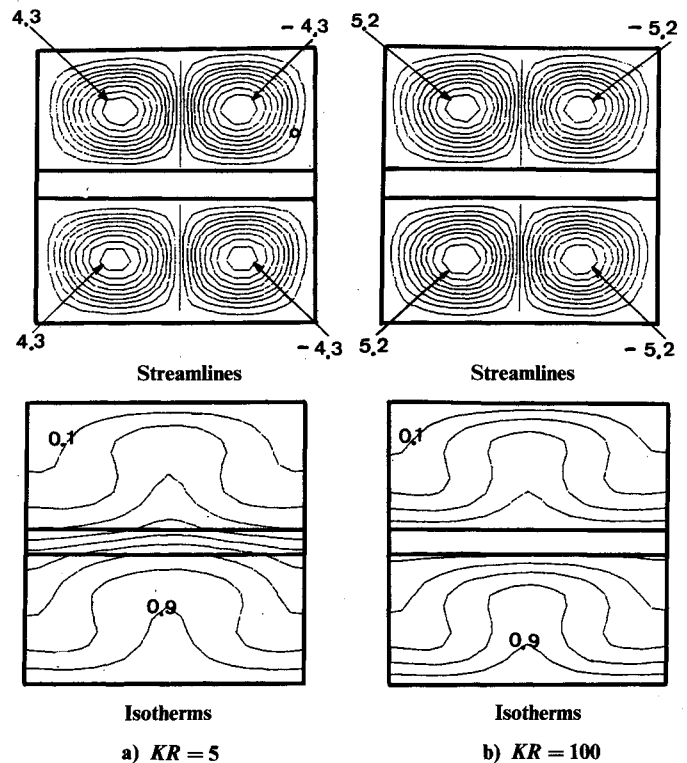 4.3 - 4.3 5.2 - 5.2
4.3 - 4.3 5.2 - 5.2
Streamlines Streamlines
0.1 0.1
0.9 0.9
Isotherms Isotherms
a) KR = 5 b) KR = 100